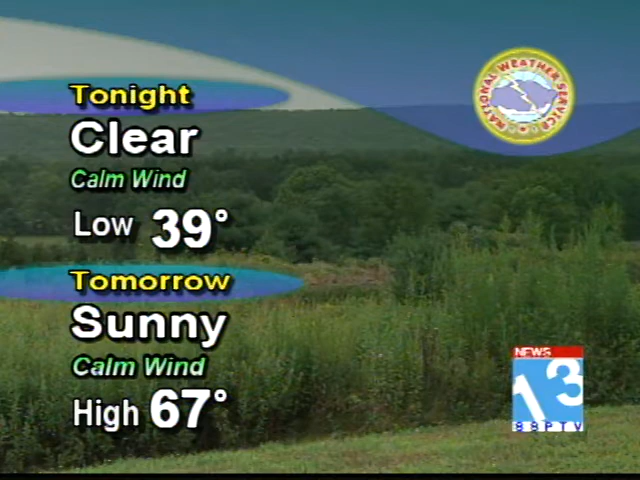 Tonight
Clear
Calm Wind
Low 39°
Tomorrow
Sunny
Calm Wind
High 67°
NATIONAL WEATHER SERVICE
NEWS
13